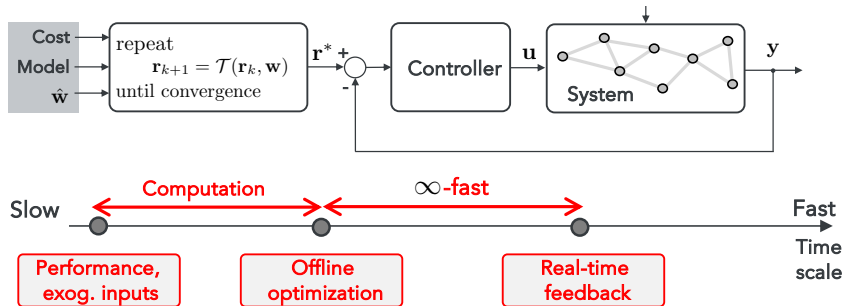 Cost
Model
ŵ
repeat
r_{k+1} = 𝒯(r_k, w)
until convergence
r*
+
-
Controller
u
System
y
Computation
∞-fast
Slow
Fast
Time
scale
Performance,
exog. inputs
Offline
optimization
Real-time
feedback